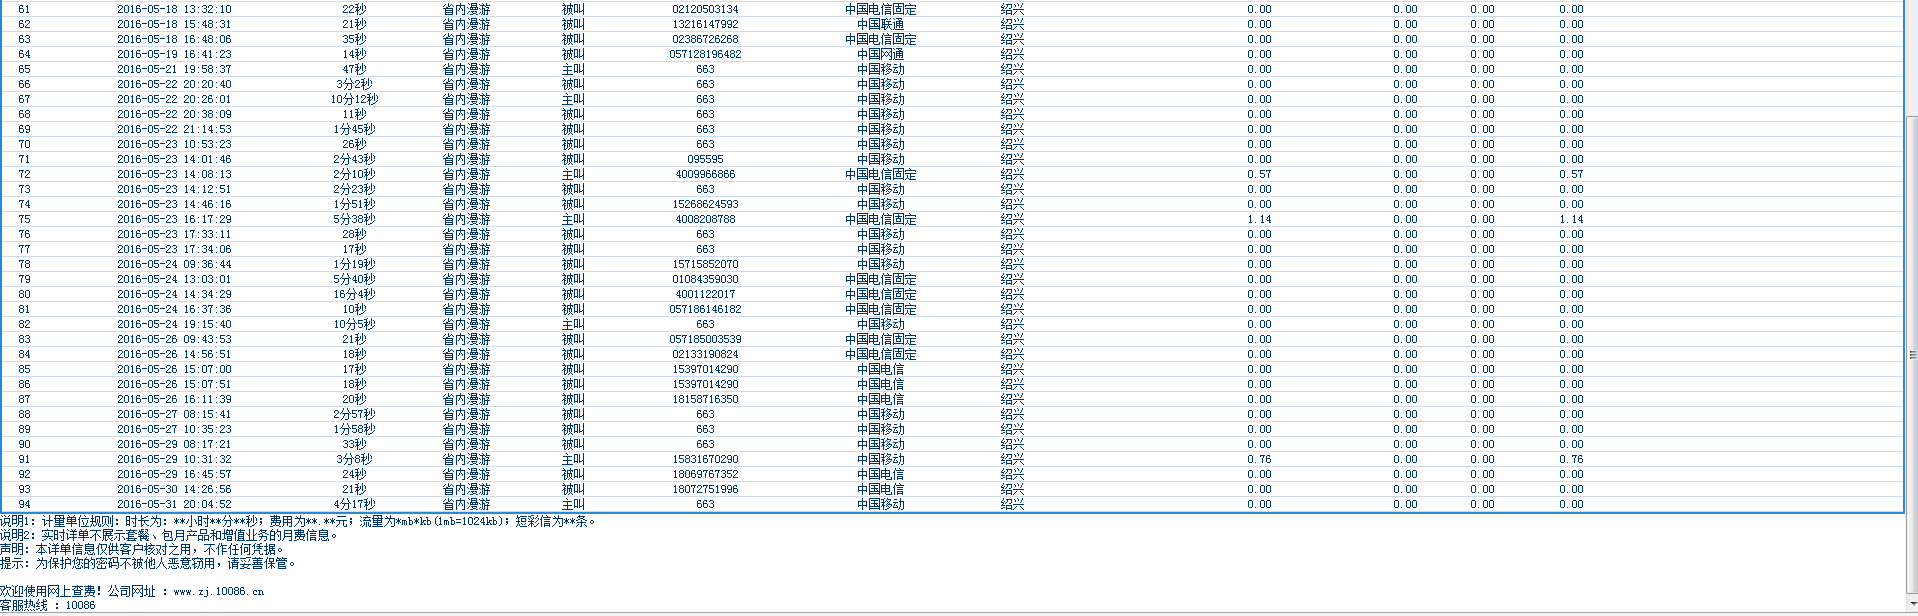 61 2016-05-18 13:32:10 22秒 省内漫游 被叫 02120503134 中国电信固定 绍兴 0.00 0.00 0.00 0.00
62 2016-05-18 15:48:31 21秒 省内漫游 被叫 13216147992 中国联通 绍兴 0.00 0.00 0.00 0.00
63 2016-05-18 16:48:06 35秒 省内漫游 被叫 02386726268 中国电信固定 绍兴 0.00 0.00 0.00 0.00
64 2016-05-19 16:41:23 14秒 省内漫游 被叫 057128196482 中国网通 绍兴 0.00 0.00 0.00 0.00
65 2016-05-21 19:58:37 47秒 省内漫游 主叫 663 中国移动 绍兴 0.00 0.00 0.00 0.00
66 2016-05-22 20:20:40 3分2秒 省内漫游 被叫 663 中国移动 绍兴 0.00 0.00 0.00 0.00
67 2016-05-22 20:26:01 10分12秒 省内漫游 主叫 663 中国移动 绍兴 0.00 0.00 0.00 0.00
68 2016-05-22 20:38:09 11秒 省内漫游 被叫 663 中国移动 绍兴 0.00 0.00 0.00 0.00
69 2016-05-22 21:14:53 1分45秒 省内漫游 被叫 663 中国移动 绍兴 0.00 0.00 0.00 0.00
70 2016-05-23 10:53:23 26秒 省内漫游 被叫 663 中国移动 绍兴 0.00 0.00 0.00 0.00
71 2016-05-23 14:01:46 2分43秒 省内漫游 被叫 095595 中国移动 绍兴 0.00 0.00 0.00 0.00
72 2016-05-23 14:08:13 2分10秒 省内漫游 主叫 4009966866 中国电信固定 绍兴 0.57 0.00 0.00 0.57
73 2016-05-23 14:12:51 2分23秒 省内漫游 被叫 663 中国移动 绍兴 0.00 0.00 0.00 0.00
74 2016-05-23 14:46:16 1分51秒 省内漫游 被叫 15268624593 中国移动 绍兴 0.00 0.00 0.00 0.00
75 2016-05-23 16:17:29 5分38秒 省内漫游 主叫 4008208788 中国电信固定 绍兴 1.14 0.00 0.00 1.14
76 2016-05-23 17:33:11 28秒 省内漫游 被叫 663 中国移动 绍兴 0.00 0.00 0.00 0.00
77 2016-05-23 17:34:06 17秒 省内漫游 被叫 663 中国移动 绍兴 0.00 0.00 0.00 0.00
78 2016-05-24 09:36:44 1分19秒 省内漫游 被叫 15715852070 中国移动 绍兴 0.00 0.00 0.00 0.00
79 2016-05-24 13:03:01 5分40秒 省内漫游 被叫 01084359030 中国电信固定 绍兴 0.00 0.00 0.00 0.00
80 2016-05-24 14:34:29 16分4秒 省内漫游 被叫 4001122017 中国电信固定 绍兴 0.00 0.00 0.00 0.00
81 2016-05-24 16:37:36 10秒 省内漫游 被叫 057186146182 中国电信固定 绍兴 0.00 0.00 0.00 0.00
82 2016-05-24 19:15:40 10分5秒 省内漫游 主叫 663 中国移动 绍兴 0.00 0.00 0.00 0.00
83 2016-05-26 09:43:53 21秒 省内漫游 被叫 057185003539 中国电信固定 绍兴 0.00 0.00 0.00 0.00
84 2016-05-26 14:56:51 18秒 省内漫游 被叫 02133190824 中国电信固定 绍兴 0.00 0.00 0.00 0.00
85 2016-05-26 15:07:00 17秒 省内漫游 被叫 15397014290 中国电信 绍兴 0.00 0.00 0.00 0.00
86 2016-05-26 15:07:51 18秒 省内漫游 被叫 15397014290 中国电信 绍兴 0.00 0.00 0.00 0.00
87 2016-05-26 16:11:39 20秒 省内漫游 被叫 18158716350 中国电信 绍兴 0.00 0.00 0.00 0.00
88 2016-05-27 08:15:41 2分57秒 省内漫游 被叫 663 中国移动 绍兴 0.00 0.00 0.00 0.00
89 2016-05-27 10:35:23 1分58秒 省内漫游 被叫 663 中国移动 绍兴 0.00 0.00 0.00 0.00
90 2016-05-29 08:17:21 33秒 省内漫游 被叫 663 中国移动 绍兴 0.00 0.00 0.00 0.00
91 2016-05-29 10:31:32 3分8秒 省内漫游 主叫 15831670290 中国移动 绍兴 0.76 0.00 0.00 0.76
92 2016-05-29 16:45:57 24秒 省内漫游 被叫 18069767352 中国电信 绍兴 0.00 0.00 0.00 0.00
93 2016-05-30 14:26:56 21秒 省内漫游 被叫 18072751996 中国电信 绍兴 0.00 0.00 0.00 0.00
94 2016-05-31 20:04:52 4分17秒 省内漫游 主叫 663 中国移动 绍兴 0.00 0.00 0.00 0.00
说明1：计量单位规则：时长为：**小时**分**秒；费用为**.**元；流量为*mb*kb(1mb=1024kb)；短彩信为**条。
说明2：实时详单不展示套餐、包月产品和增值业务的月费信息。
声明：本详单信息仅供客户核对之用，不作任何凭据。
提示：为保护您的密码不被他人恶意窃用，请妥善保管。
欢迎使用网上查费！公司网址 : www.zj.10086.cn
客服热线 : 10086